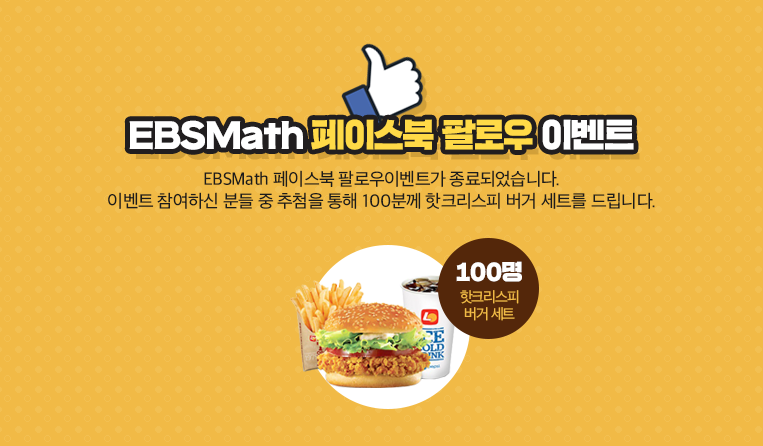 EBSMath 페이스북 팔로우 이벤트
EBSMath 페이스북 팔로우이벤트가 종료되었습니다.
이벤트 참여하신 분들 중 추첨을 통해 100분께 핫크리스피 버거 세트를 드립니다.
100명
핫크리스피
버거 세트